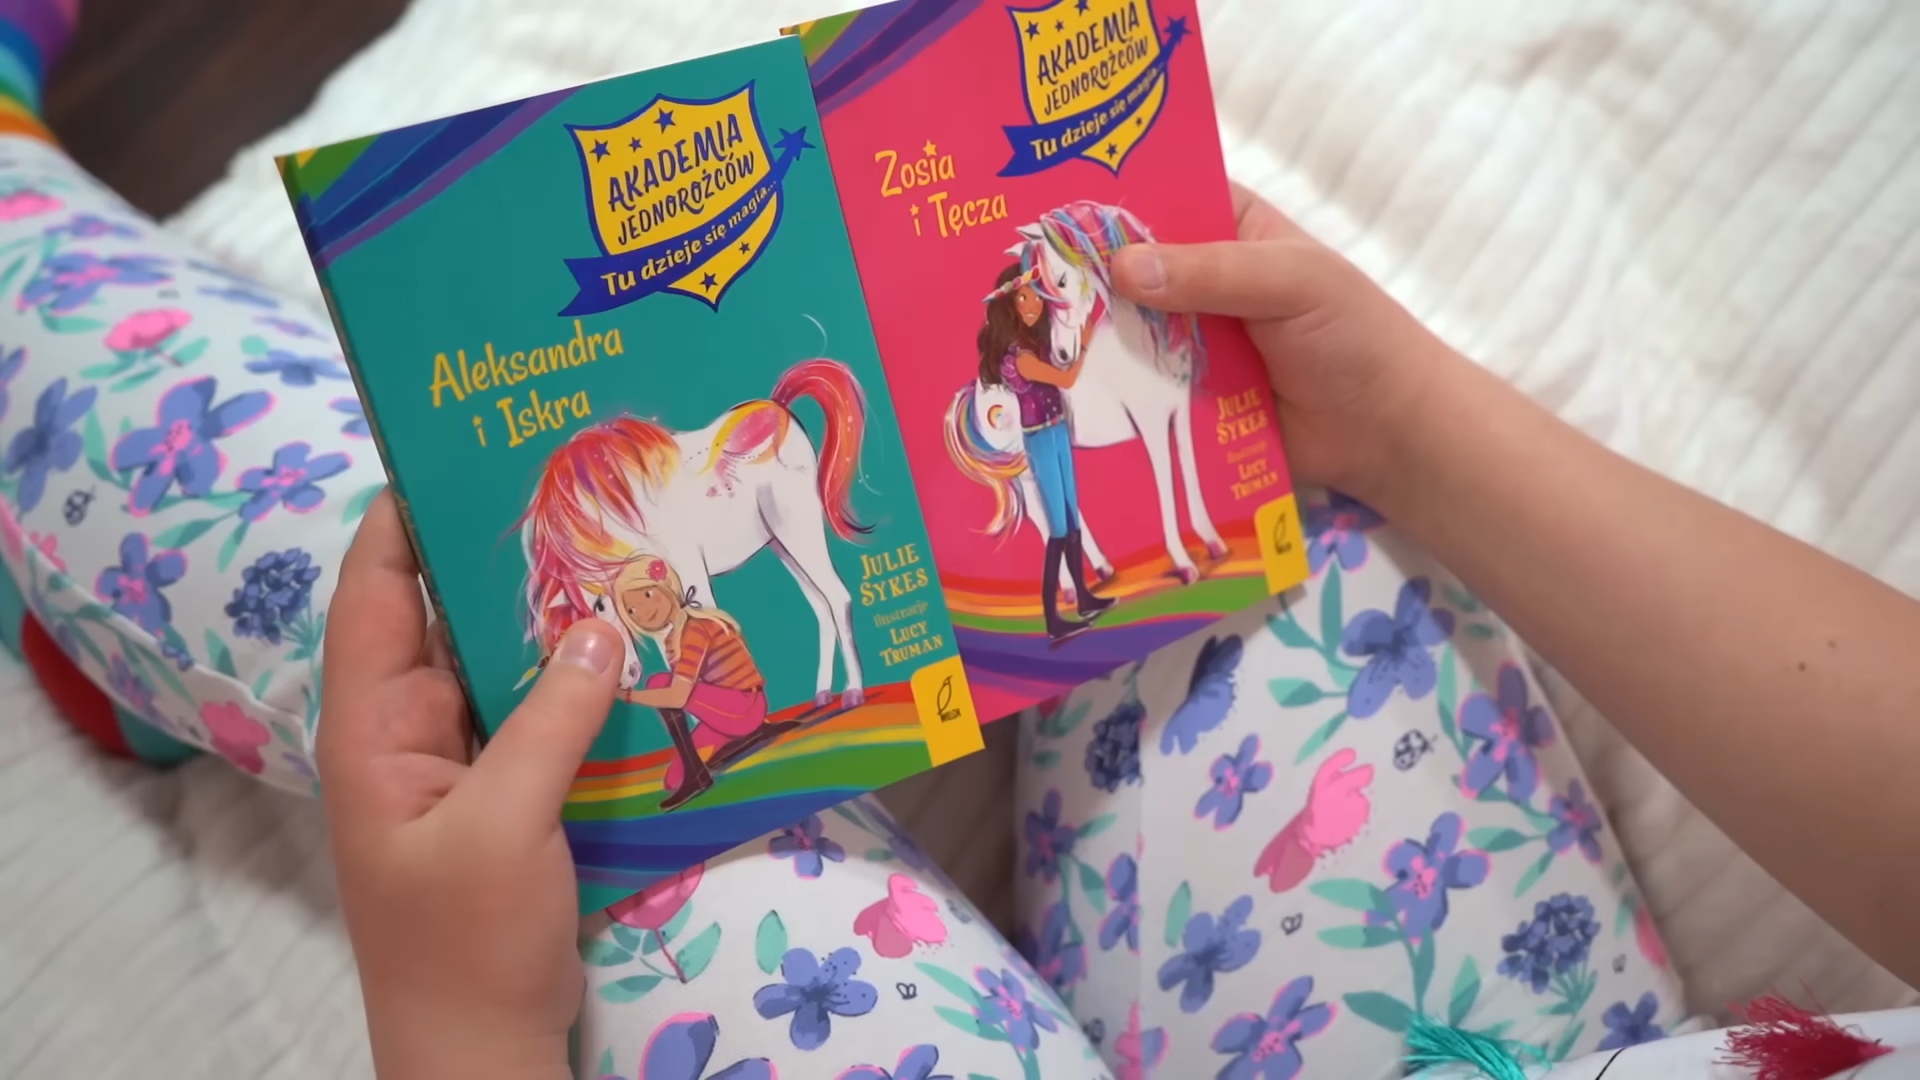 AKADEMIA
JEDNOROŻCÓW
Tu dzieje się magia...
Aleksandra
i Iskra
JULIE
SYKES
ilustracje
LUCY
TRUMAN
WILGA
AKADEMIA
JEDNOROŻCÓW
Tu dzieje się magia...
Zosia
i Tęcza
JULIE
SYKES
ilustracje
LUCY
TRUMAN